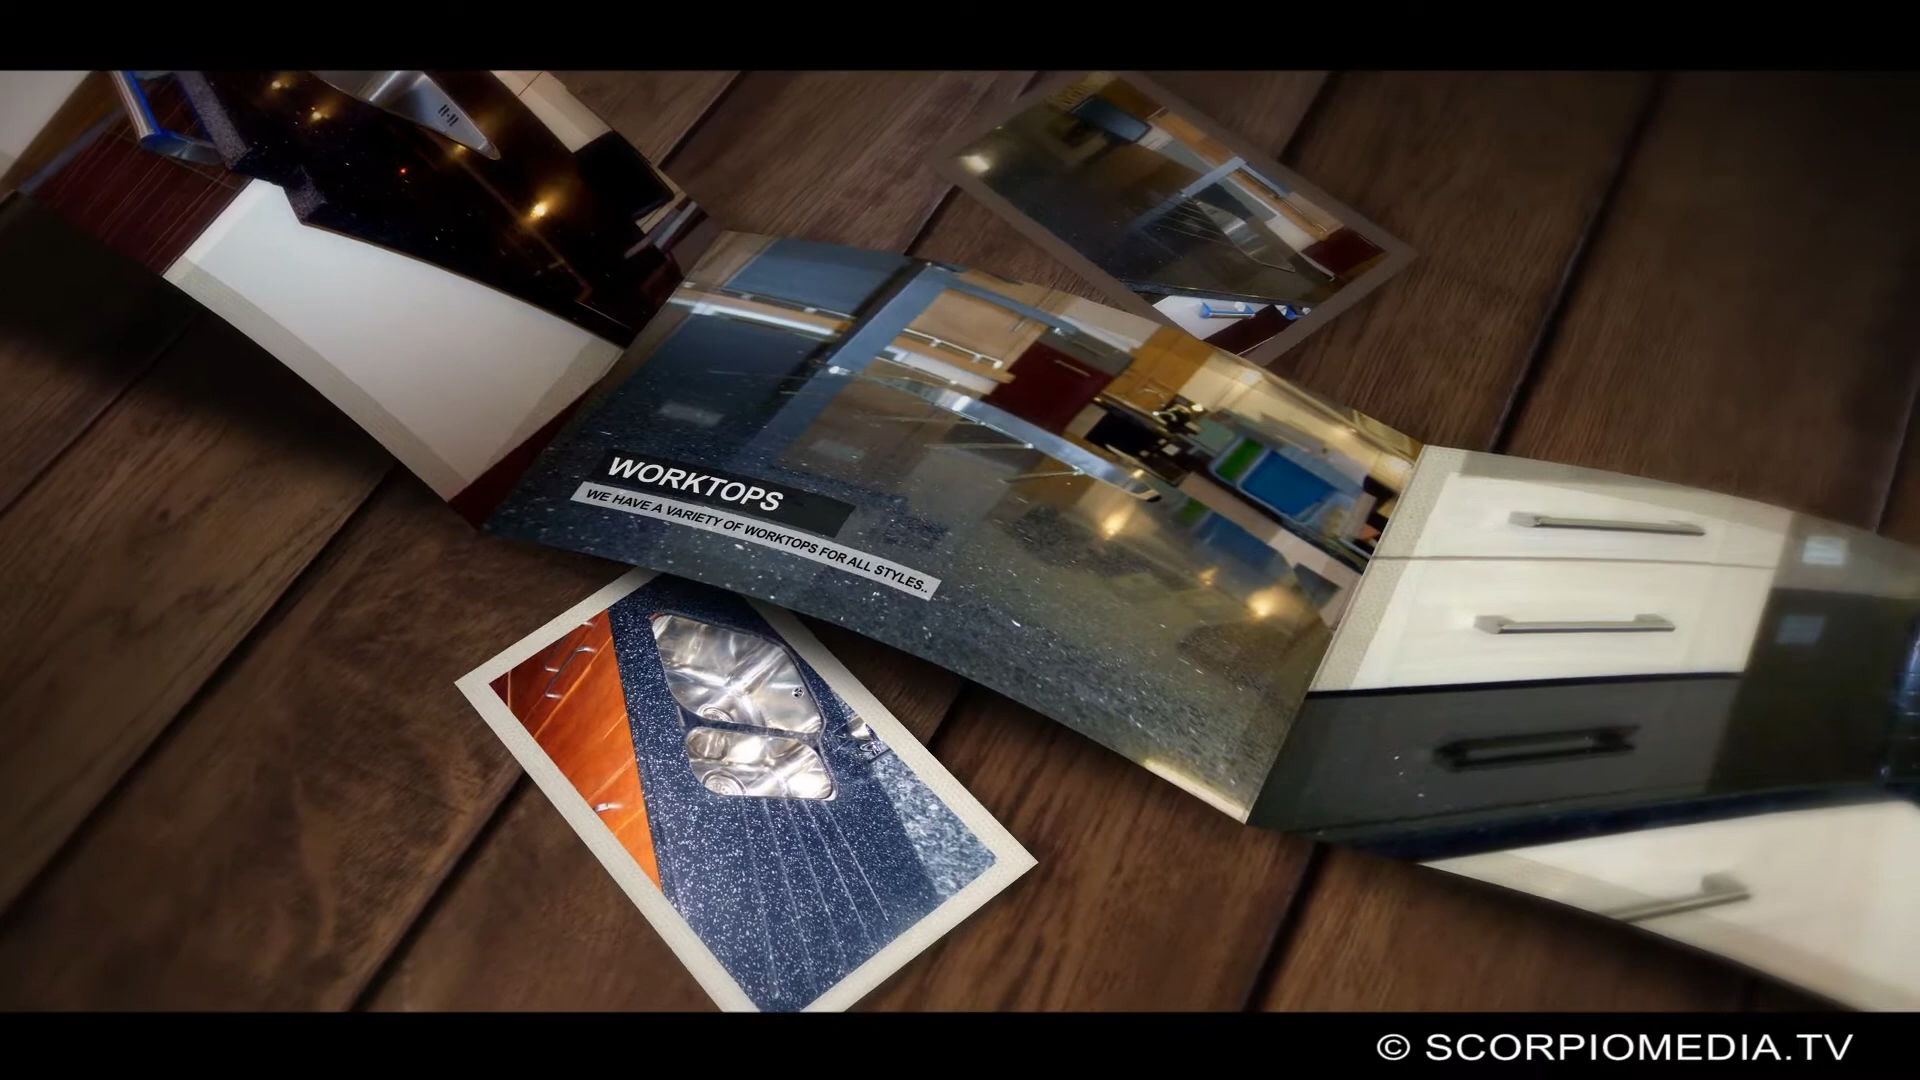 WORKTOPS
WE HAVE A VARIETY OF WORKTOPS FOR ALL STYLES..
© SCORPIOMEDIA.TV